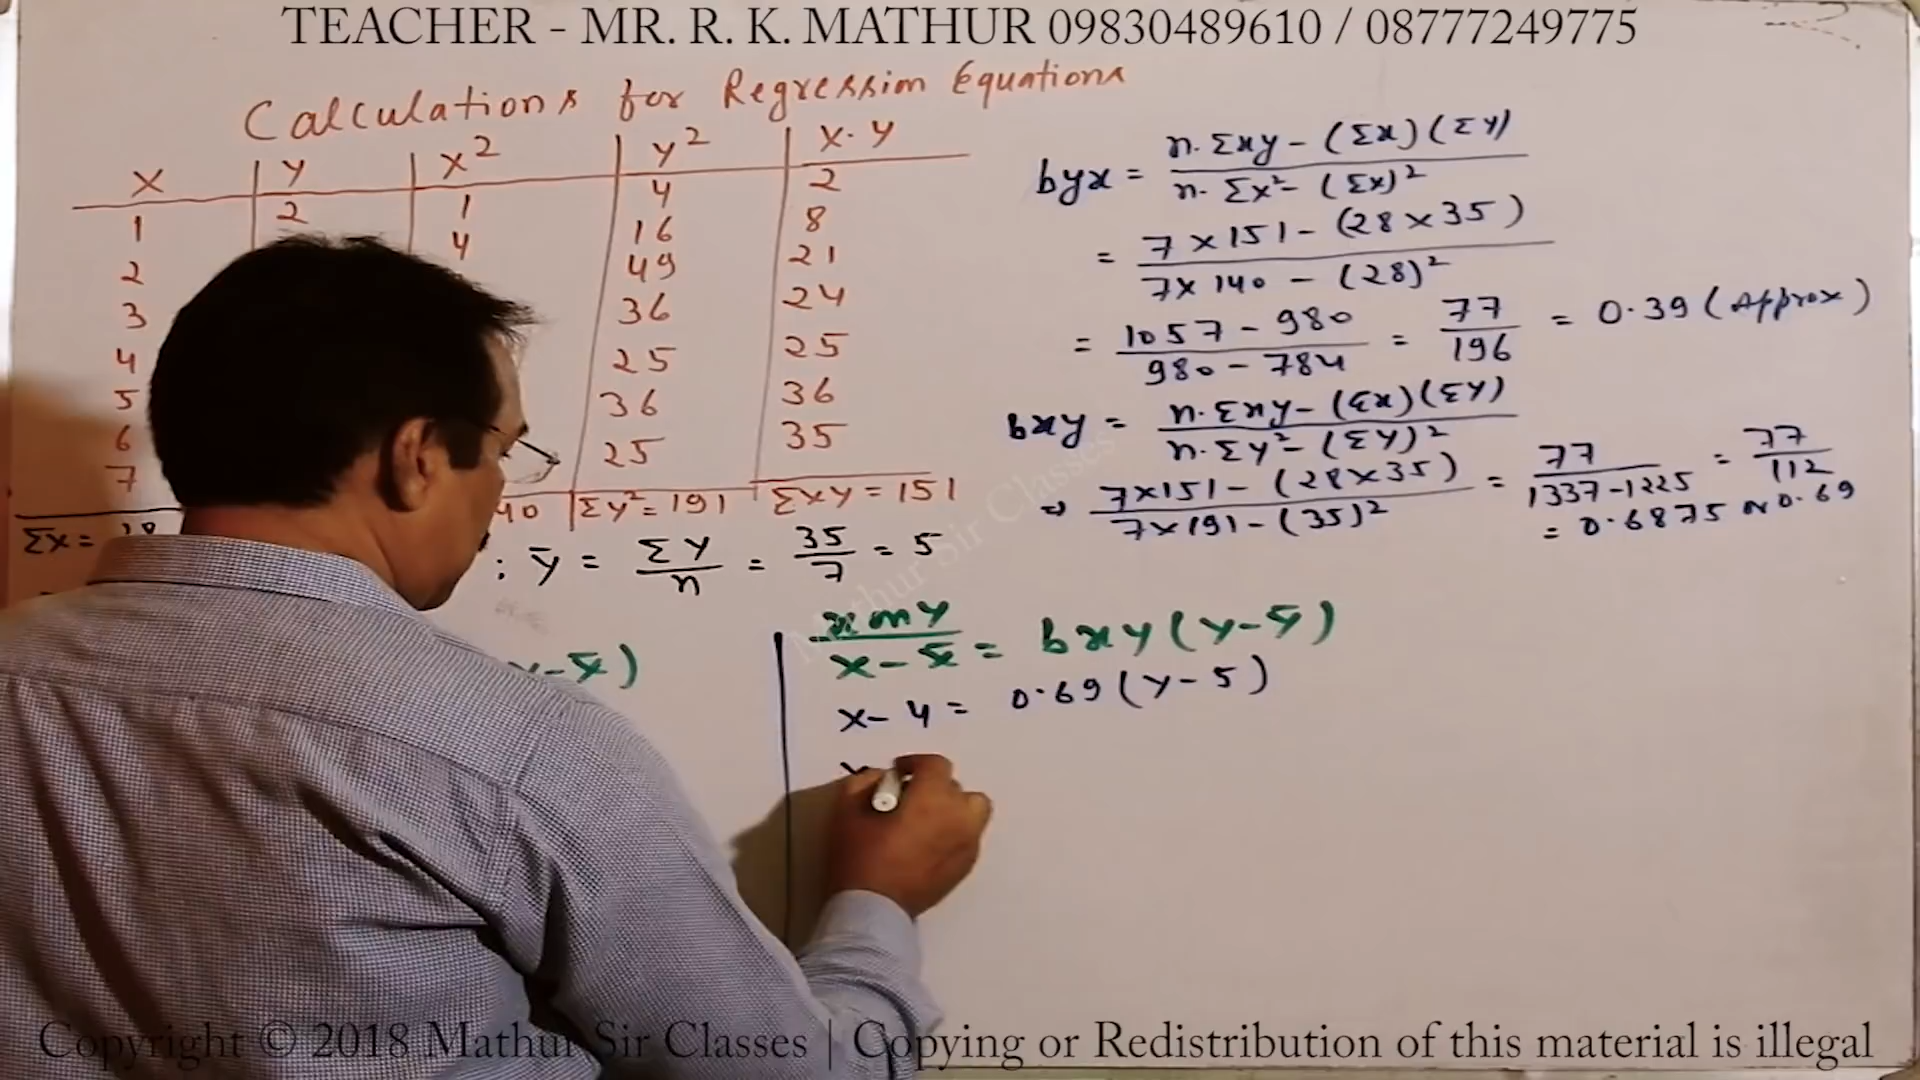 TEACHER - MR. R. K. MATHUR 09830489610 / 08777249775
Calculations for Regression Equations
X Y X² Y² X·Y
1 2 1 4 2
2 4 16 8
3 49 21
4 36 24
5 25 25
6 36 36
7 25 35
Σx = 40 ΣY² = 191 ΣXY = 151
: ȳ = ΣY/n = 35/7 = 5
x-x̄)
byx = n·Σxy - (Σx)(ΣY) / n·Σx² - (Σx)²
= 7×151 - (28×35) / 7×140 - (28)²
= 1057 - 980 / 980 - 784 = 77/196 = 0.39 (Approx)
bxy = n·Σxy - (Σx)(ΣY) / n·ΣY² - (ΣY)²
⇒ 7×151 - (28×35) / 7×191 - (35)² = 77 / 1337-1225 = 77/112
= 0.6875 ≈ 0.69
x on y
x - x̄ = bxy (y - ȳ)
x - 4 = 0.69 (y - 5)
Mathur Sir Classes
Copyright © 2018 Mathur Sir Classes | Copying or Redistribution of this material is illegal